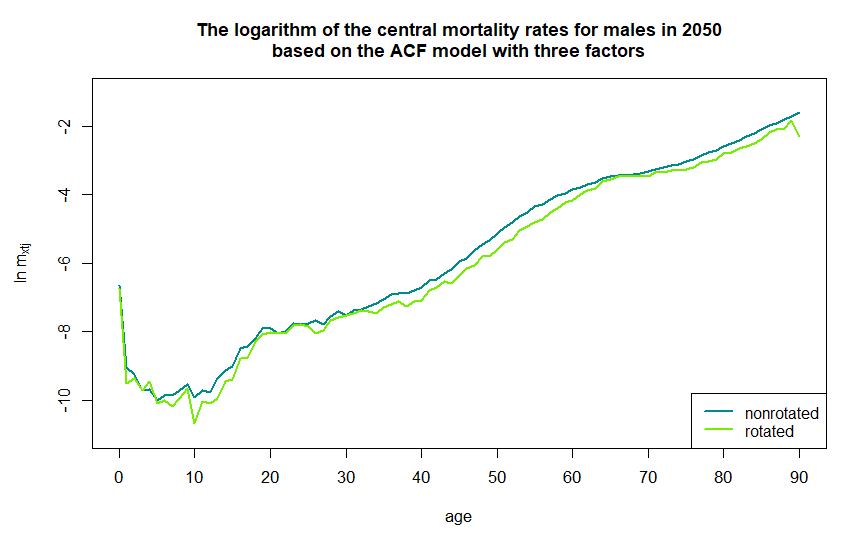 The logarithm of the central mortality rates for males in 2050
based on the ACF model with three factors
-2
-4
-6
-8
-10
ln mxtj
0 10 20 30 40 50 60 70 80 90
age
nonrotated
rotated